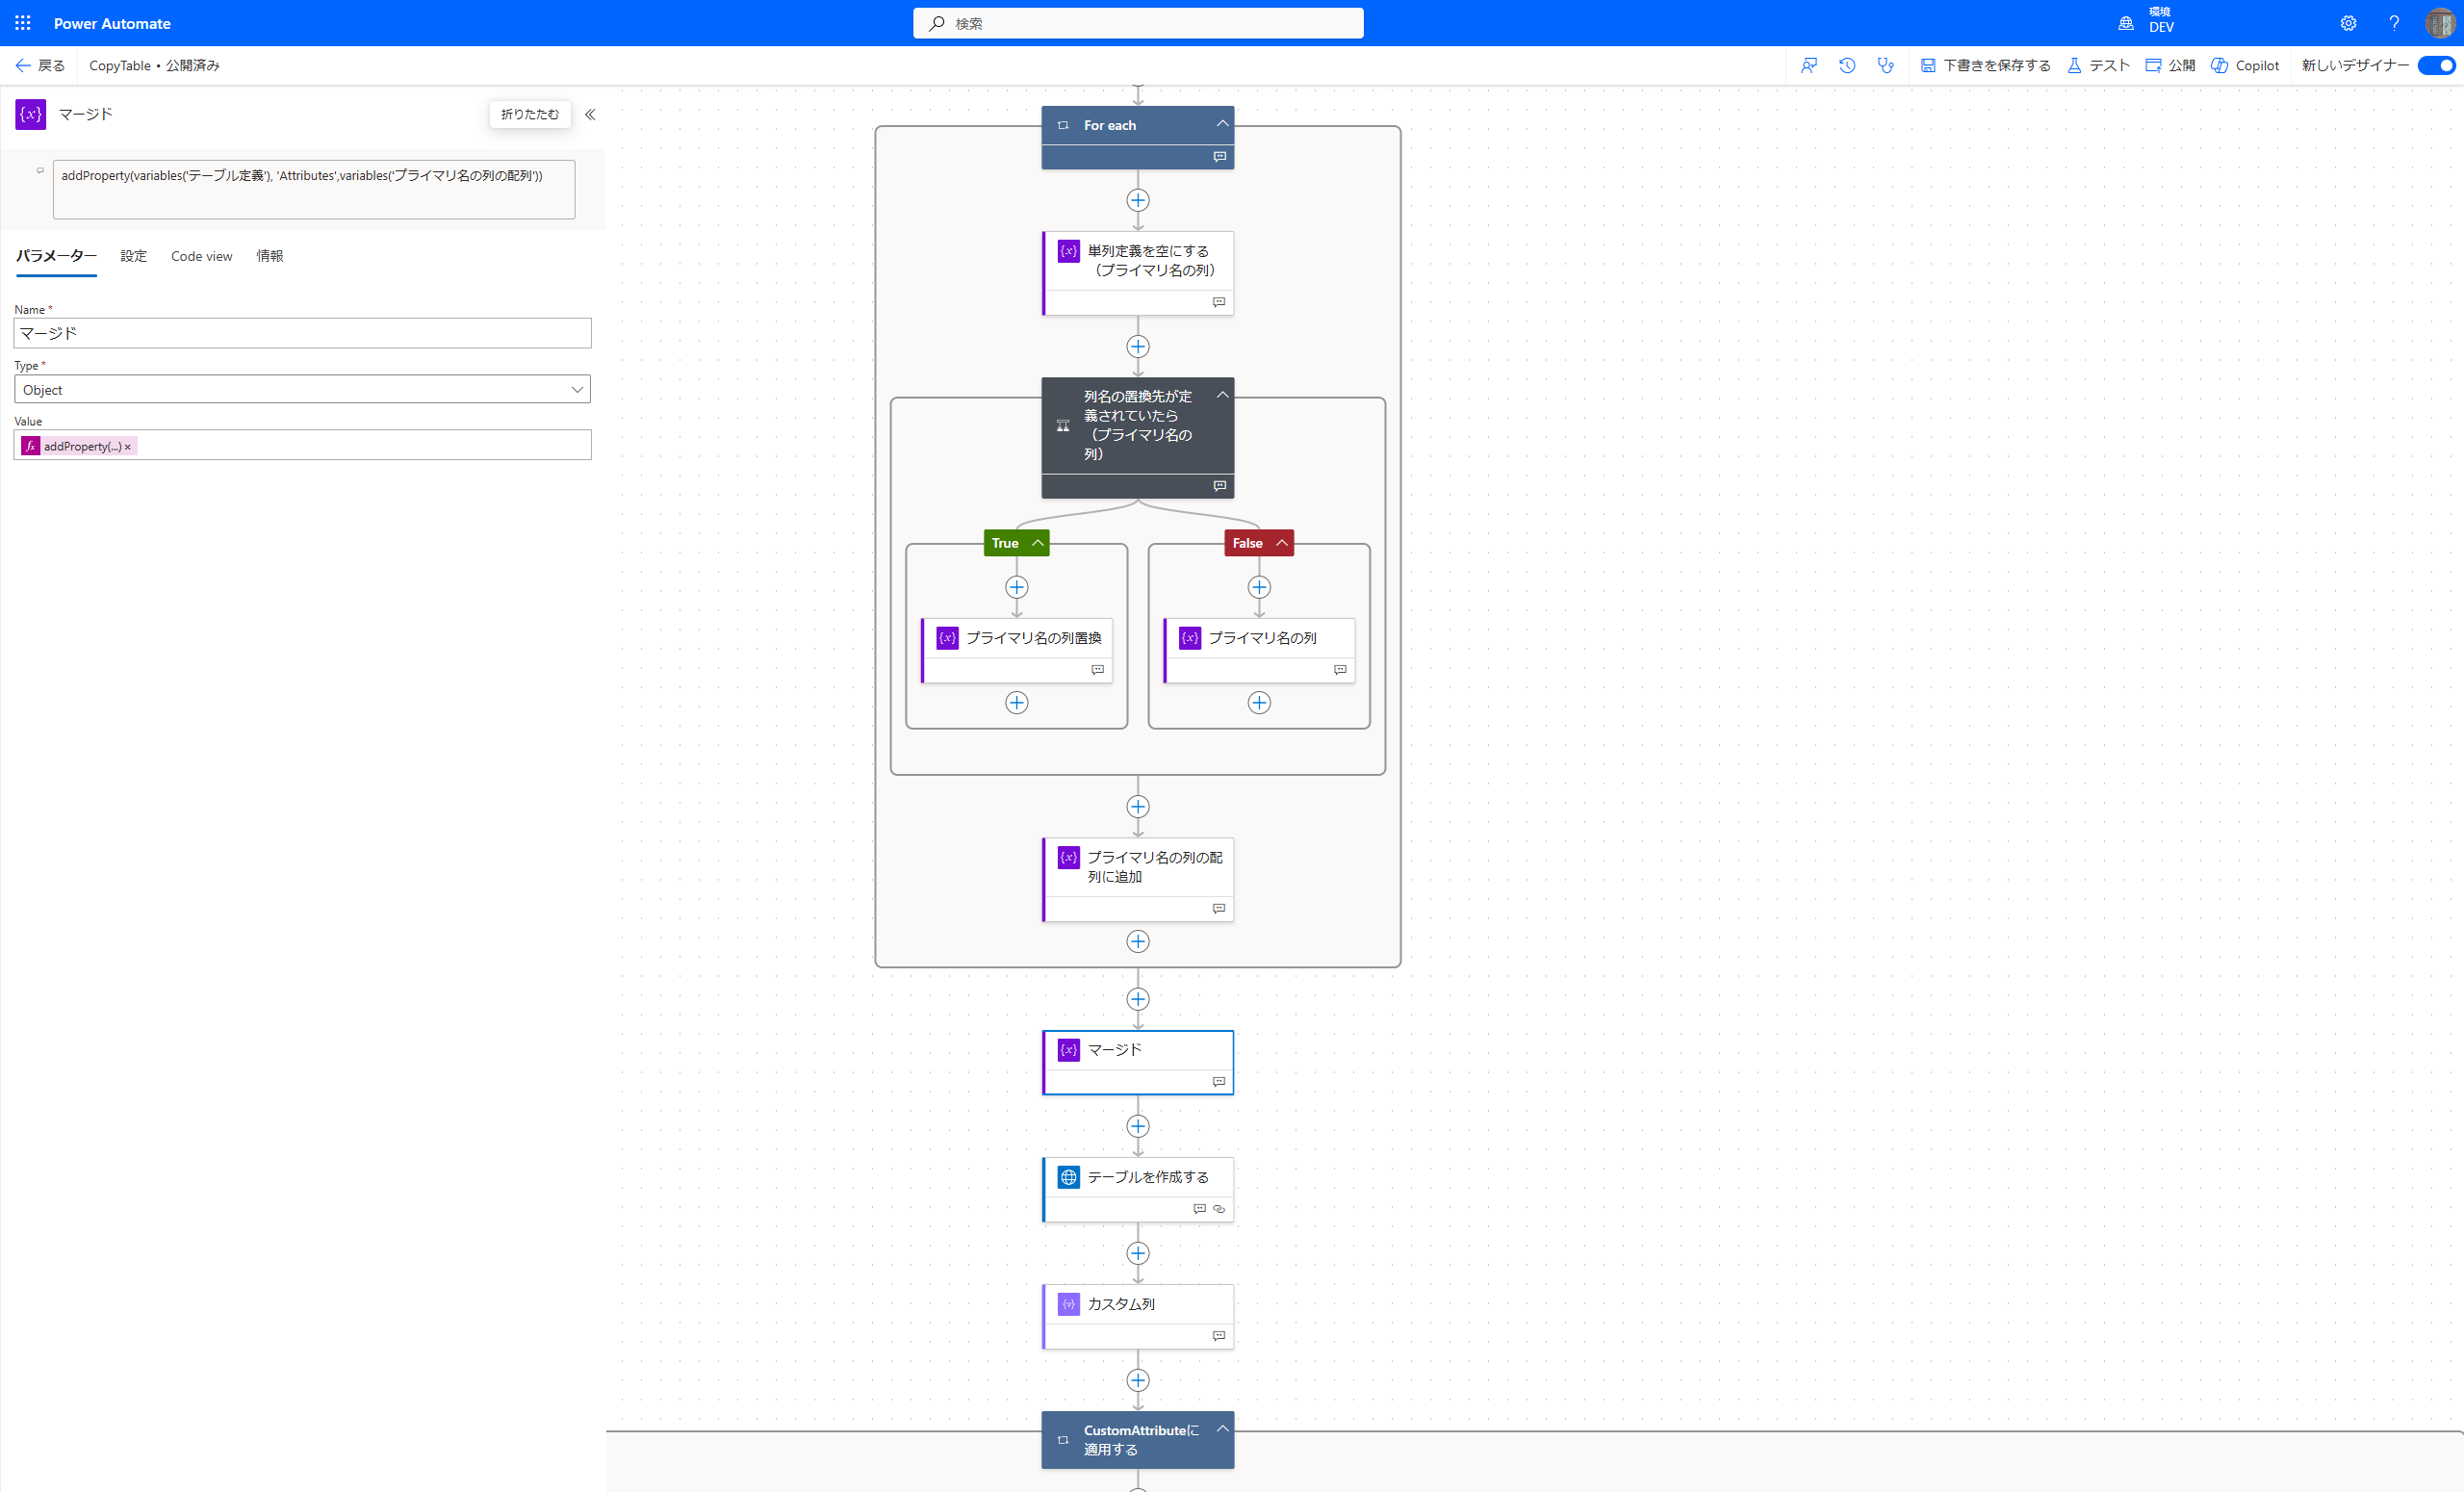 Power Automate
検索
環境
DEV
戻る
CopyTable • 公開済み
下書きを保存する
テスト
公開
Copilot
新しいデザイナー
{x}
マージド
折りたたむ
addProperty(variables('テーブル定義'), 'Attributes',variables('プライマリ名の列の配列'))
パラメーター
設定
Code view
情報
Name *
マージド
Type *
Object
Value
fx addProperty(...) ×
For each
{x}
単列定義を空にする
（プライマリ名の列）
列名の置換先が定
義されていたら
（プライマリ名の
列）
True
False
{x}
プライマリ名の列置換
{x}
プライマリ名の列
{x}
プライマリ名の列の配
列に追加
{x}
マージド
テーブルを作成する
{v}
カスタム列
CustomAttributeに
適用する